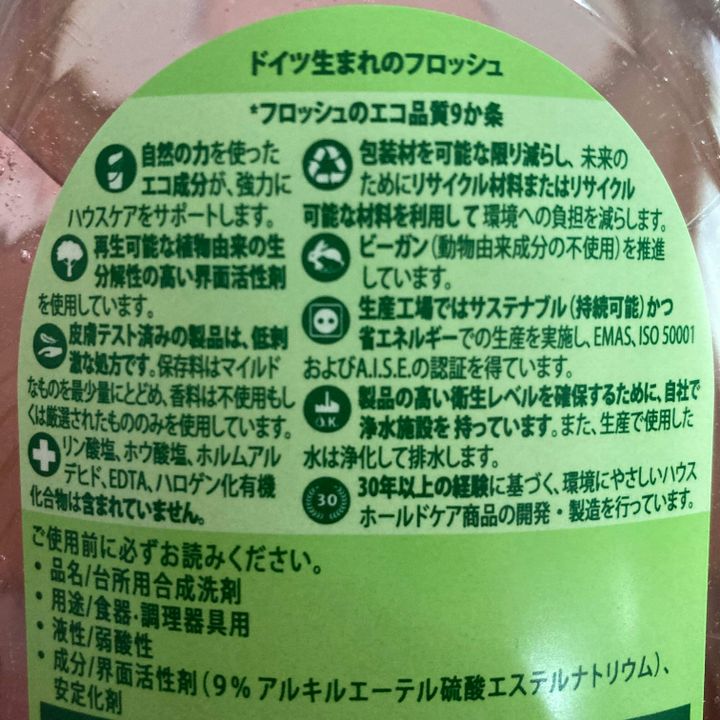 ドイツ生まれのフロッシュ
*フロッシュのエコ品質9か条
自然の力を使った
エコ成分が、強力に
ハウスケアをサポートします。
再生可能な植物由来の生
分解性の高い界面活性剤
を使用しています。
皮膚テスト済みの製品は、低刺
激な処方です。保存料はマイルド
なものを最少量にとどめ、香料は不使用もし
くは厳選されたもののみを使用しています。
リン酸塩、ホウ酸塩、ホルムアル
デヒド、EDTA、ハロゲン化有機
化合物は含まれていません。
包装材を可能な限り減らし、未来の
ためにリサイクル材料またはリサイクル
可能な材料を利用して環境への負担を減らします。
ビーガン(動物由来成分の不使用)を推進
しています。
生産工場ではサステナブル(持続可能)かつ
省エネルギーでの生産を実施し、EMAS、ISO 50001
およびA.I.S.E.の認証を得ています。
OK
製品の高い衛生レベルを確保するために、自社で
浄水施設を 持っています。また、生産で使用した
水は浄化して排水します。
30
30年以上の経験に基づく、環境にやさしいハウス
ホールドケア商品の開発・製造を行っています。
ご使用前に必ずお読みください。
• 品名/台所用合成洗剤
• 用途/食器・調理器具用
• 液性/弱酸性
• 成分/界面活性剤(9% アルキルエーテル硫酸エステルナトリウム)、
安定化剤